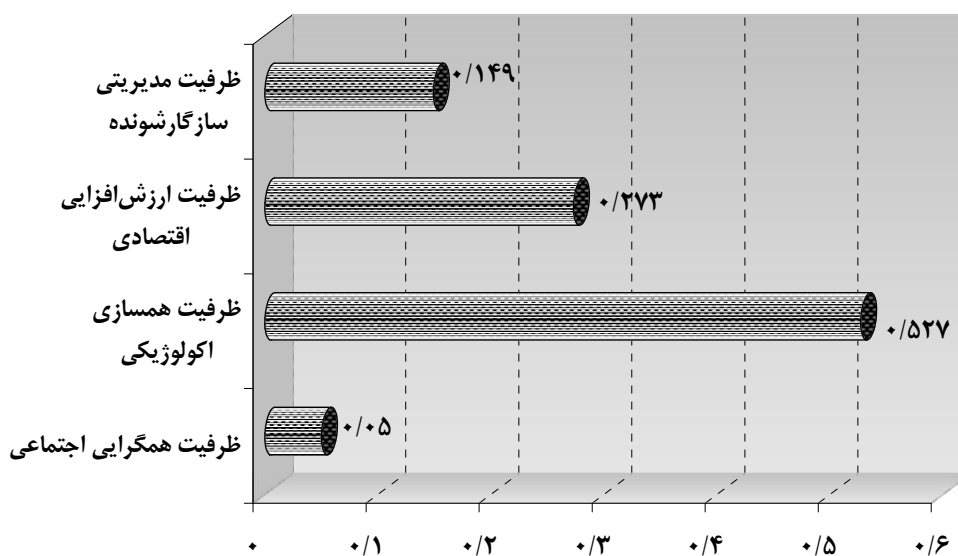 ظرفیت مدیریتی
سازگارشونده
۰/۱۴۹
ظرفیت ارزش‌افزایی
اقتصادی
۰/۲۷۳
ظرفیت همسازی
اکولوژیکی
۰/۵۲۷
ظرفیت همگرایی اجتماعی
۰/۰۵
۰ ۰/۱ ۰/۲ ۰/۳ ۰/۴ ۰/۵ ۰/۶